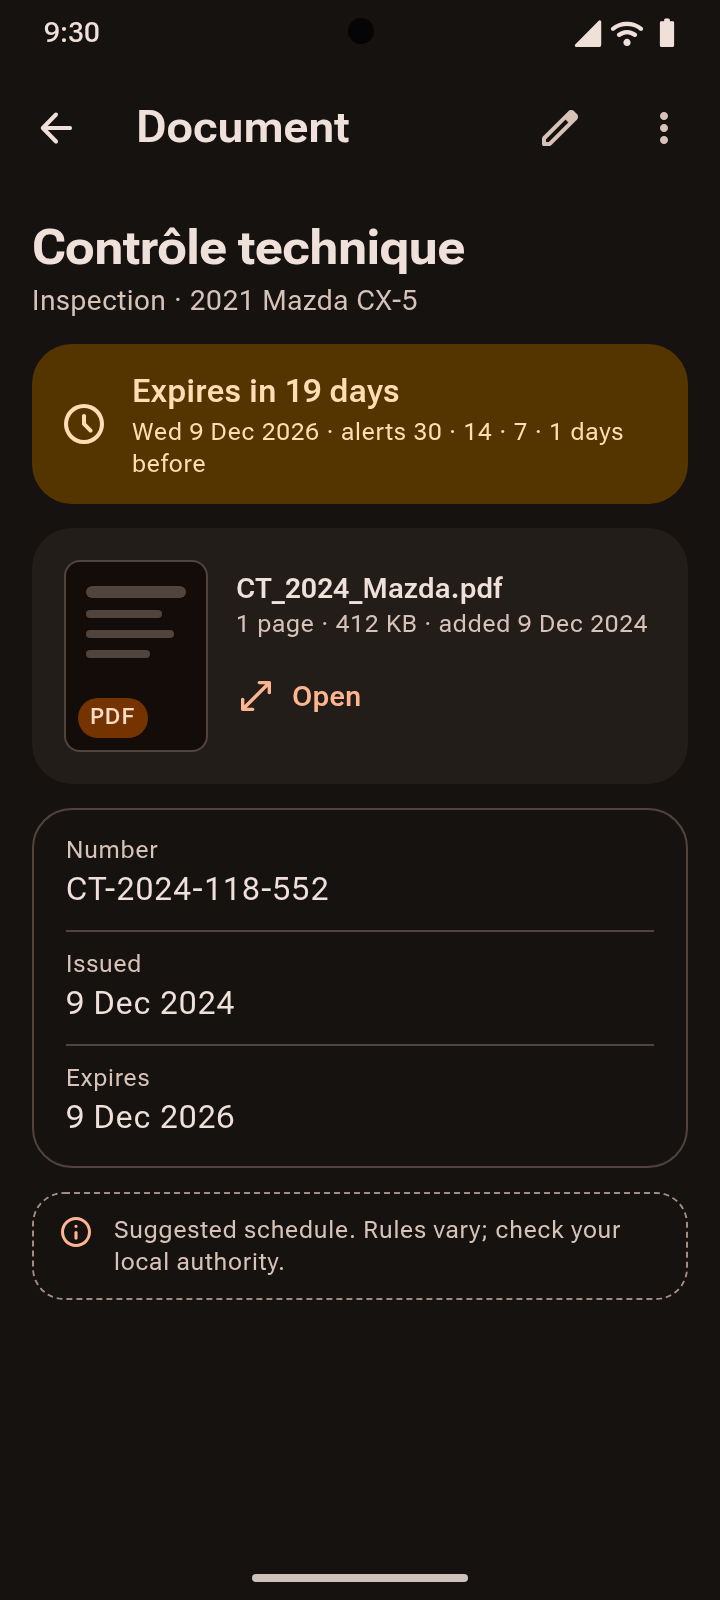 9:30
Document
Contrôle technique
Inspection · 2021 Mazda CX-5
Expires in 19 days
Wed 9 Dec 2026 · alerts 30 · 14 · 7 · 1 days
before
CT_2024_Mazda.pdf
1 page · 412 KB · added 9 Dec 2024
PDF
Open
Number
CT-2024-118-552
Issued
9 Dec 2024
Expires
9 Dec 2026
Suggested schedule. Rules vary; check your
local authority.